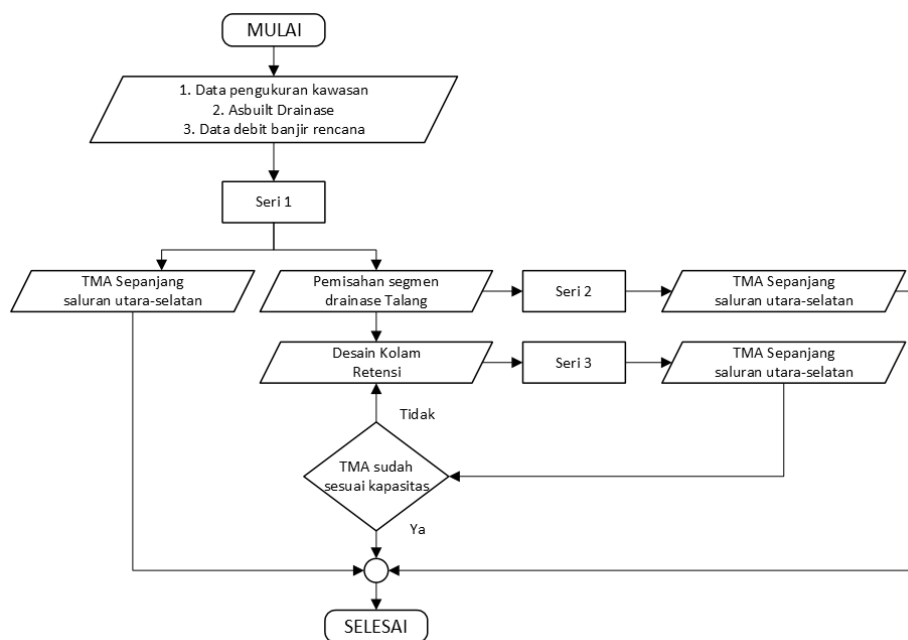 MULAI
1. Data pengukuran kawasan
2. Asbuilt Drainase
3. Data debit banjir rencana
Seri 1
TMA Sepanjang
saluran utara-selatan
Pemisahan segmen
drainase Talang
Seri 2
TMA Sepanjang
saluran utara-selatan
Desain Kolam
Retensi
Seri 3
TMA Sepanjang
saluran utara-selatan
Tidak
TMA sudah
sesuai kapasitas
Ya
SELESAI